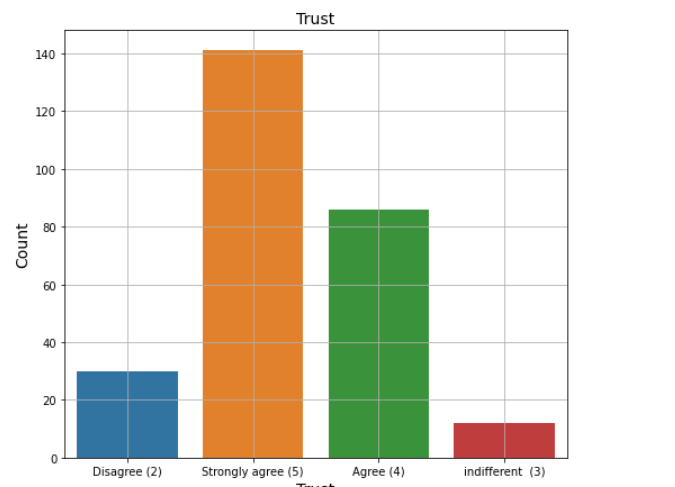 Trust
140
120
100
80
60
40
20
0
Count
Disagree (2) Strongly agree (5) Agree (4) indifferent (3)
Trust